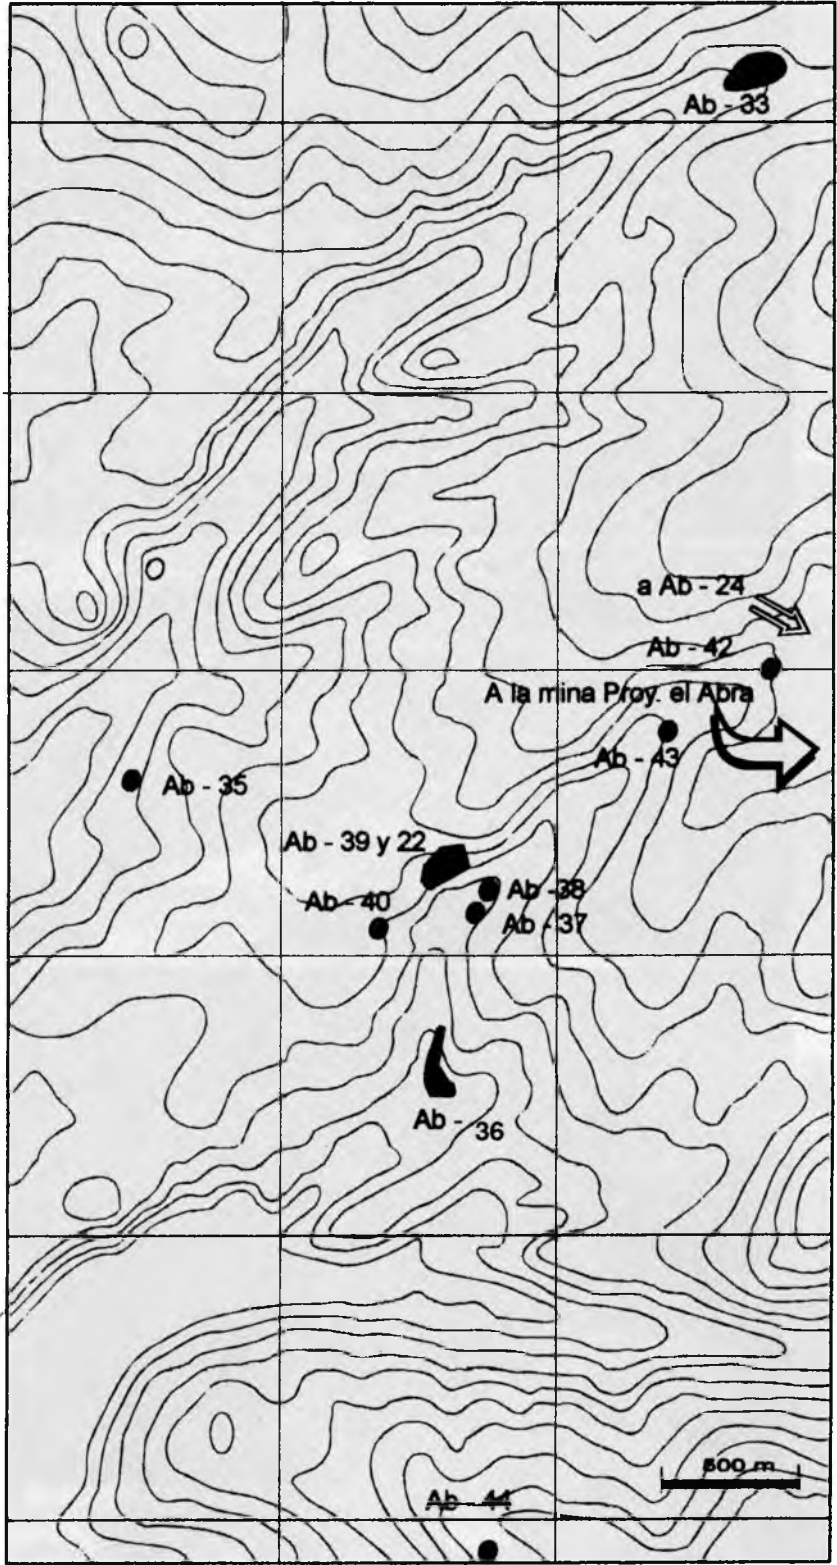 Ab - 33
a Ab - 24
Ab - 42
A la mina Proy. el Abra
Ab - 43
Ab - 35
Ab - 39 y 22
Ab - 38
Ab - 40
Ab - 37
Ab - 36
500 m
Ab - 44